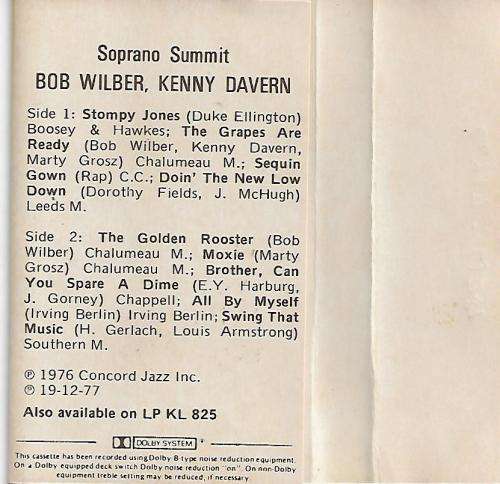 Soprano Summit
BOB WILBER, KENNY DAVERN
Side 1: Stompy Jones (Duke Ellington)
Boosey & Hawkes; The Grapes Are
Ready (Bob Wilber, Kenny Davern,
Marty Grosz) Chalumeau M.; Sequin
Gown (Rap) C.C.; Doin' The New Low
Down (Dorothy Fields, J. McHugh)
Leeds M.
Side 2: The Golden Rooster (Bob
Wilber) Chalumeau M.; Moxie (Marty
Grosz) Chalumeau M.; Brother, Can
You Spare A Dime (E.Y. Harburg,
J. Gorney) Chappell; All By Myself
(Irving Berlin) Irving Berlin; Swing That
Music (H. Gerlach, Louis Armstrong)
Southern M.
℗ 1976 Concord Jazz Inc.
℗ 19-12-77
Also available on LP KL 825
DOLBY SYSTEM ®
This cassette has been recorded using Dolby B-type noise reduction equipment.
On a Dolby equipped deck switch Dolby noise reduction "on". On non-Dolby
equipment treble setting may be reduced, if necessary